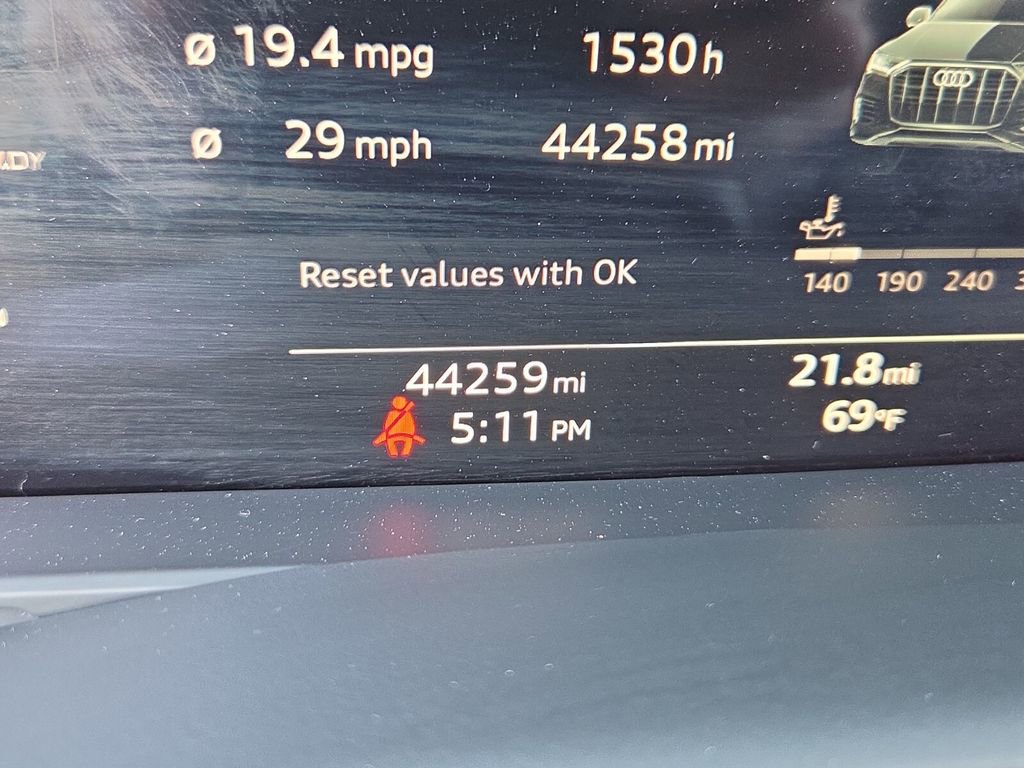 Ø 19.4 mpg 1530 h
Ø 29 mph 44258 mi
Reset values with OK
140 190 240
44259 mi 21.8 mi
5:11 PM 69°F